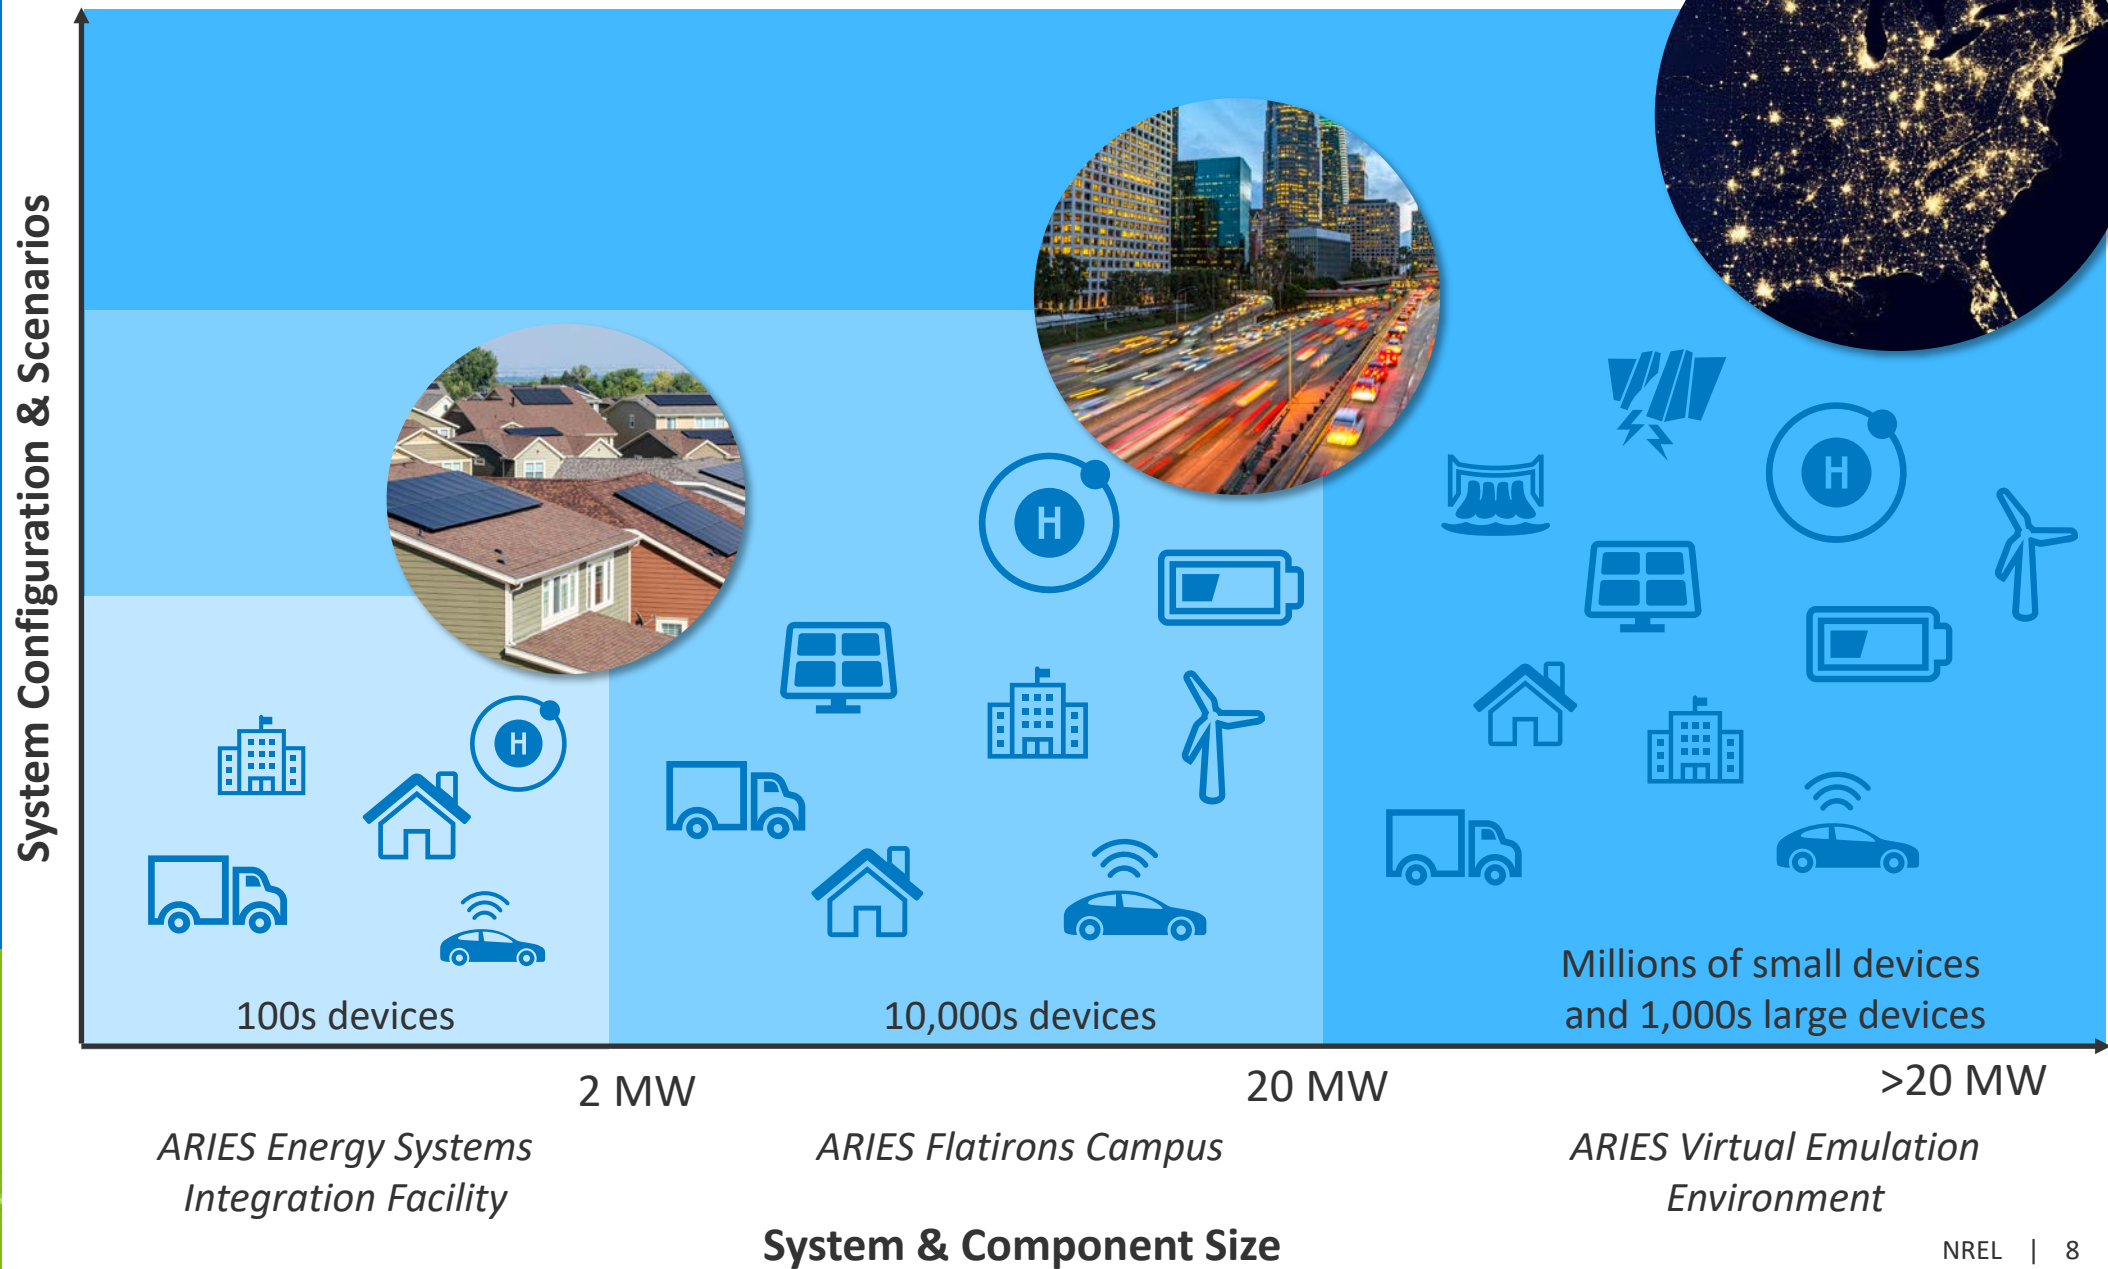 System Configuration & Scenarios
H
H
H
100s devices
10,000s devices
Millions of small devices
and 1,000s large devices
2 MW
20 MW
>20 MW
ARIES Energy Systems
Integration Facility
ARIES Flatirons Campus
ARIES Virtual Emulation
Environment
System & Component Size
NREL | 8